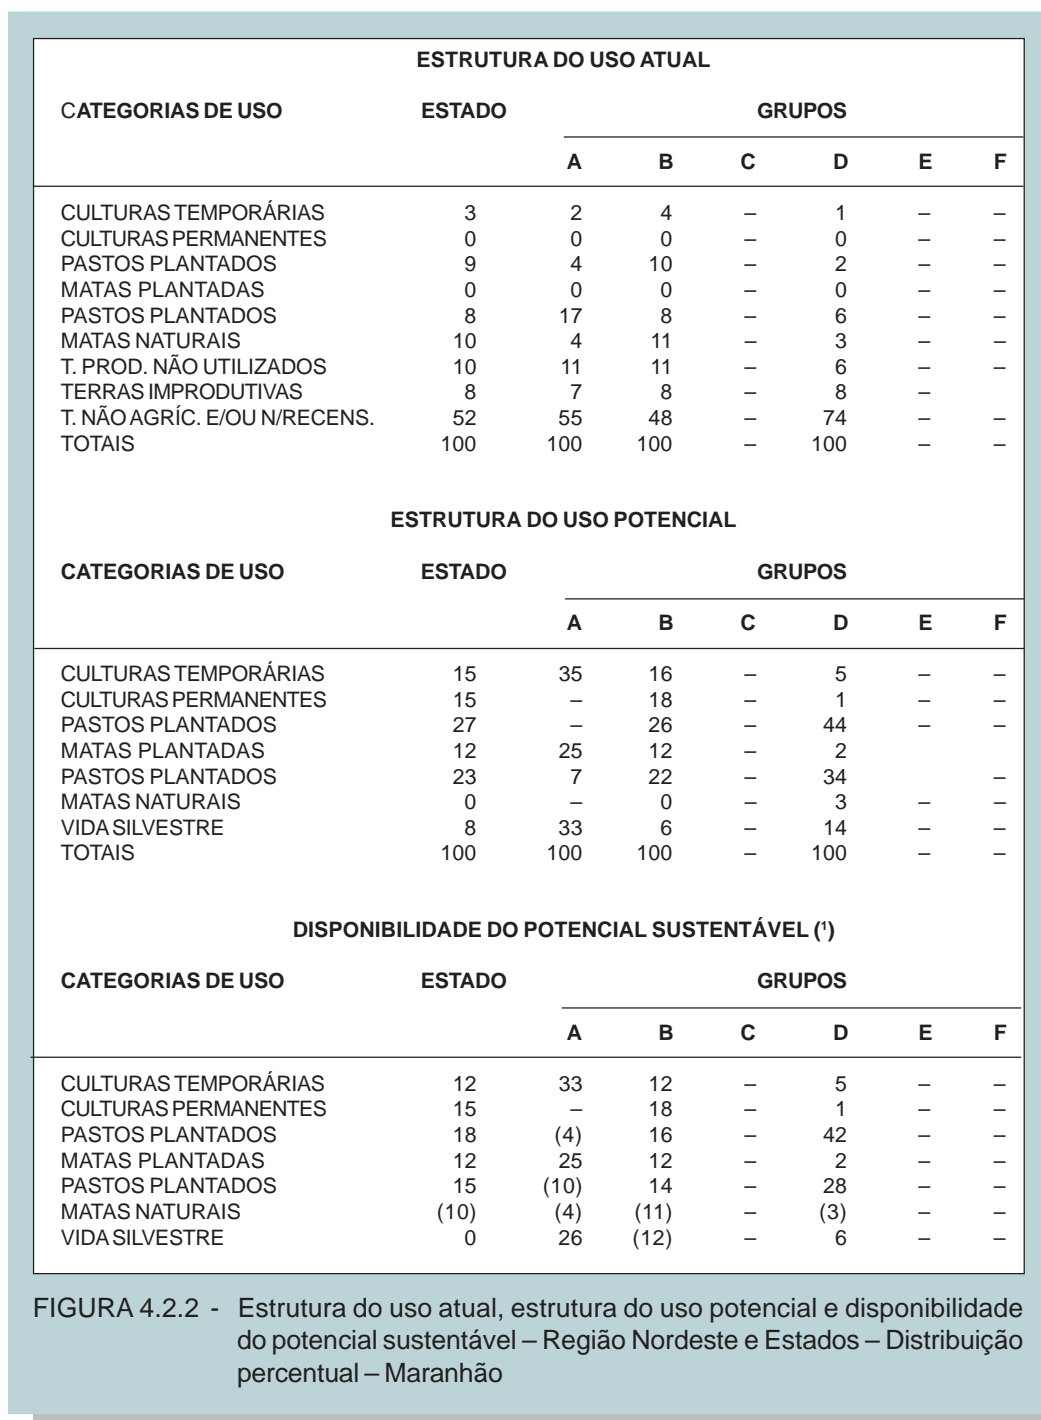 ESTRUTURA DO USO ATUAL
CATEGORIAS DE USO ESTADO GRUPOS
A B C D E F
CULTURAS TEMPORÁRIAS 3 2 4 – 1 – –
CULTURAS PERMANENTES 0 0 0 – 0 – –
PASTOS PLANTADOS 9 4 10 – 2 – –
MATAS PLANTADAS 0 0 0 – 0 – –
PASTOS PLANTADOS 8 17 8 – 6 – –
MATAS NATURAIS 10 4 11 – 3 – –
T. PROD. NÃO UTILIZADOS 10 11 11 – 6 – –
TERRAS IMPRODUTIVAS 8 7 8 – 8 –
T. NÃO AGRÍC. E/OU N/RECENS. 52 55 48 – 74 – –
TOTAIS 100 100 100 – 100 – –
ESTRUTURA DO USO POTENCIAL
CATEGORIAS DE USO ESTADO GRUPOS
A B C D E F
CULTURAS TEMPORÁRIAS 15 35 16 – 5 – –
CULTURAS PERMANENTES 15 – 18 – 1 – –
PASTOS PLANTADOS 27 – 26 – 44 – –
MATAS PLANTADAS 12 25 12 – 2
PASTOS PLANTADOS 23 7 22 – 34 –
MATAS NATURAIS 0 – 0 – 3 – –
VIDA SILVESTRE 8 33 6 – 14 – –
TOTAIS 100 100 100 – 100 – –
DISPONIBILIDADE DO POTENCIAL SUSTENTÁVEL (¹)
CATEGORIAS DE USO ESTADO GRUPOS
A B C D E F
CULTURAS TEMPORÁRIAS 12 33 12 – 5 – –
CULTURAS PERMANENTES 15 – 18 – 1 – –
PASTOS PLANTADOS 18 (4) 16 – 42 – –
MATAS PLANTADAS 12 25 12 – 2 – –
PASTOS PLANTADOS 15 (10) 14 – 28 – –
MATAS NATURAIS (10) (4) (11) – (3) – –
VIDA SILVESTRE 0 26 (12) – 6 – –
FIGURA 4.2.2 - Estrutura do uso atual, estrutura do uso potencial e disponibilidade
do potencial sustentável – Região Nordeste e Estados – Distribuição
percentual – Maranhão